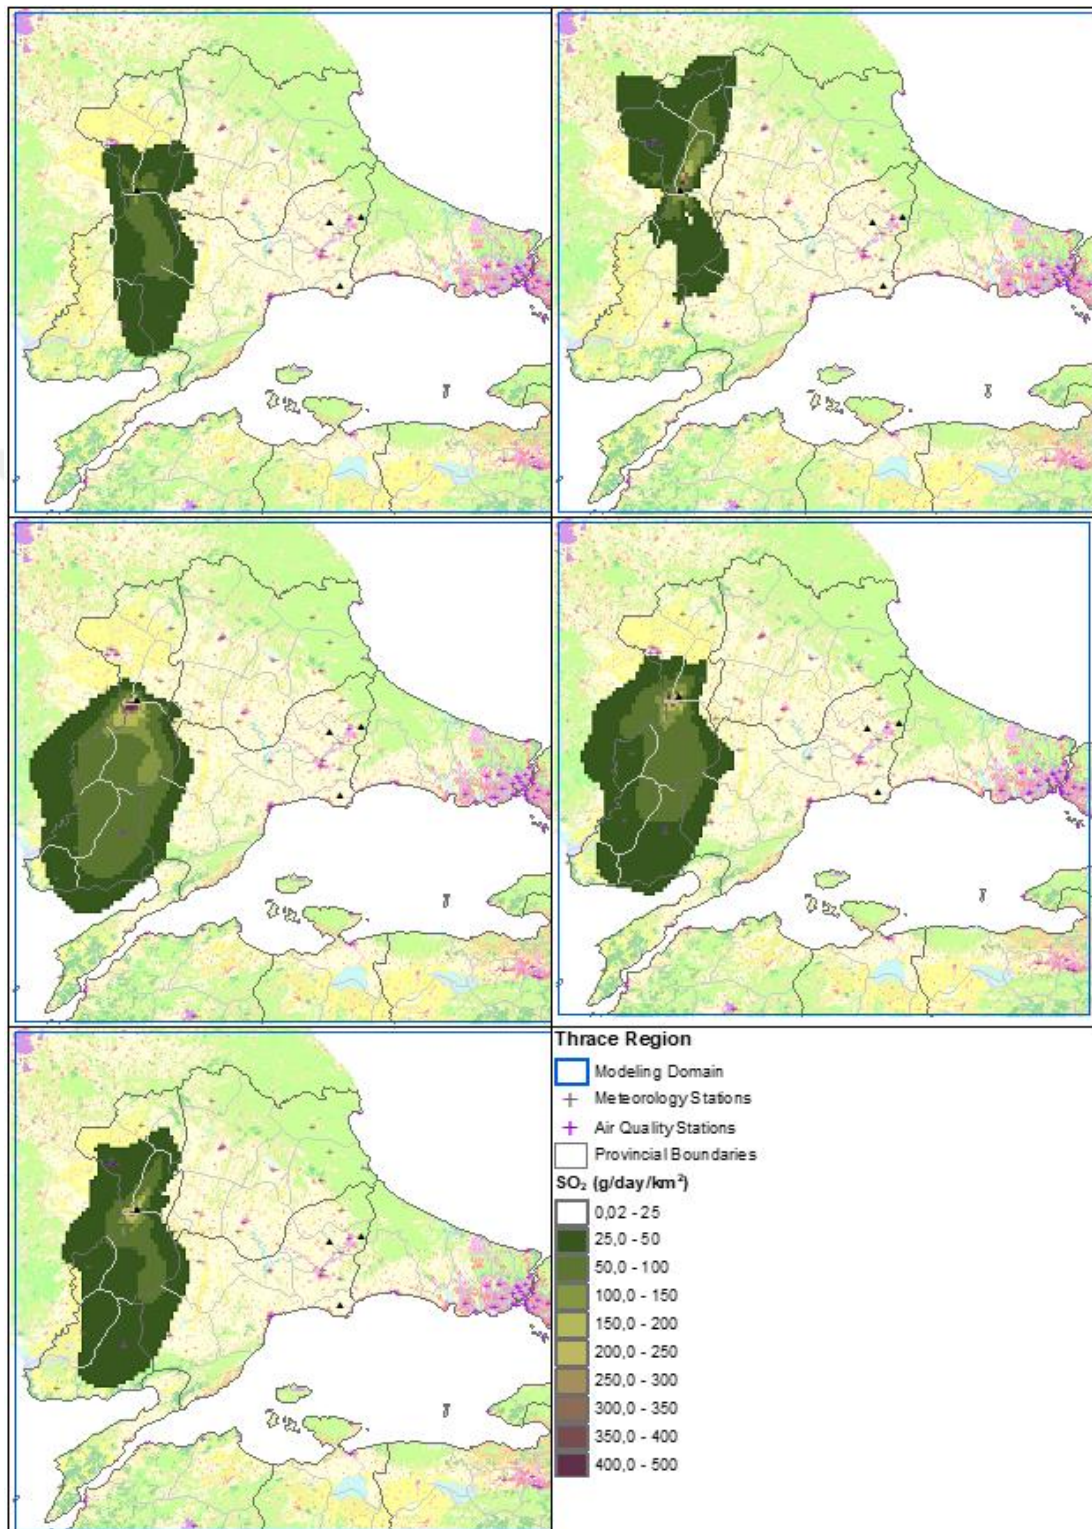 Thrace Region
Modeling Domain
Meteorology Stations
Air Quality Stations
Provincial Boundaries
SO₂ (g/day/km²)
0,02 - 25
25,0 - 50
50,0 - 100
100,0 - 150
150,0 - 200
200,0 - 250
250,0 - 300
300,0 - 350
350,0 - 400
400,0 - 500